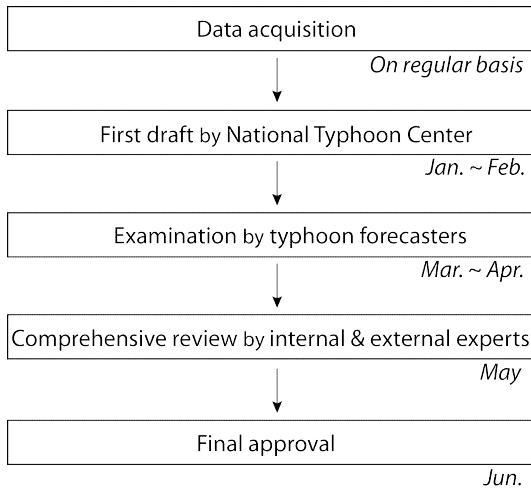 Data acquisition
On regular basis
First draft by National Typhoon Center
Jan. ~ Feb.
Examination by typhoon forecasters
Mar. ~ Apr.
Comprehensive review by internal & external experts
May
Final approval
Jun.